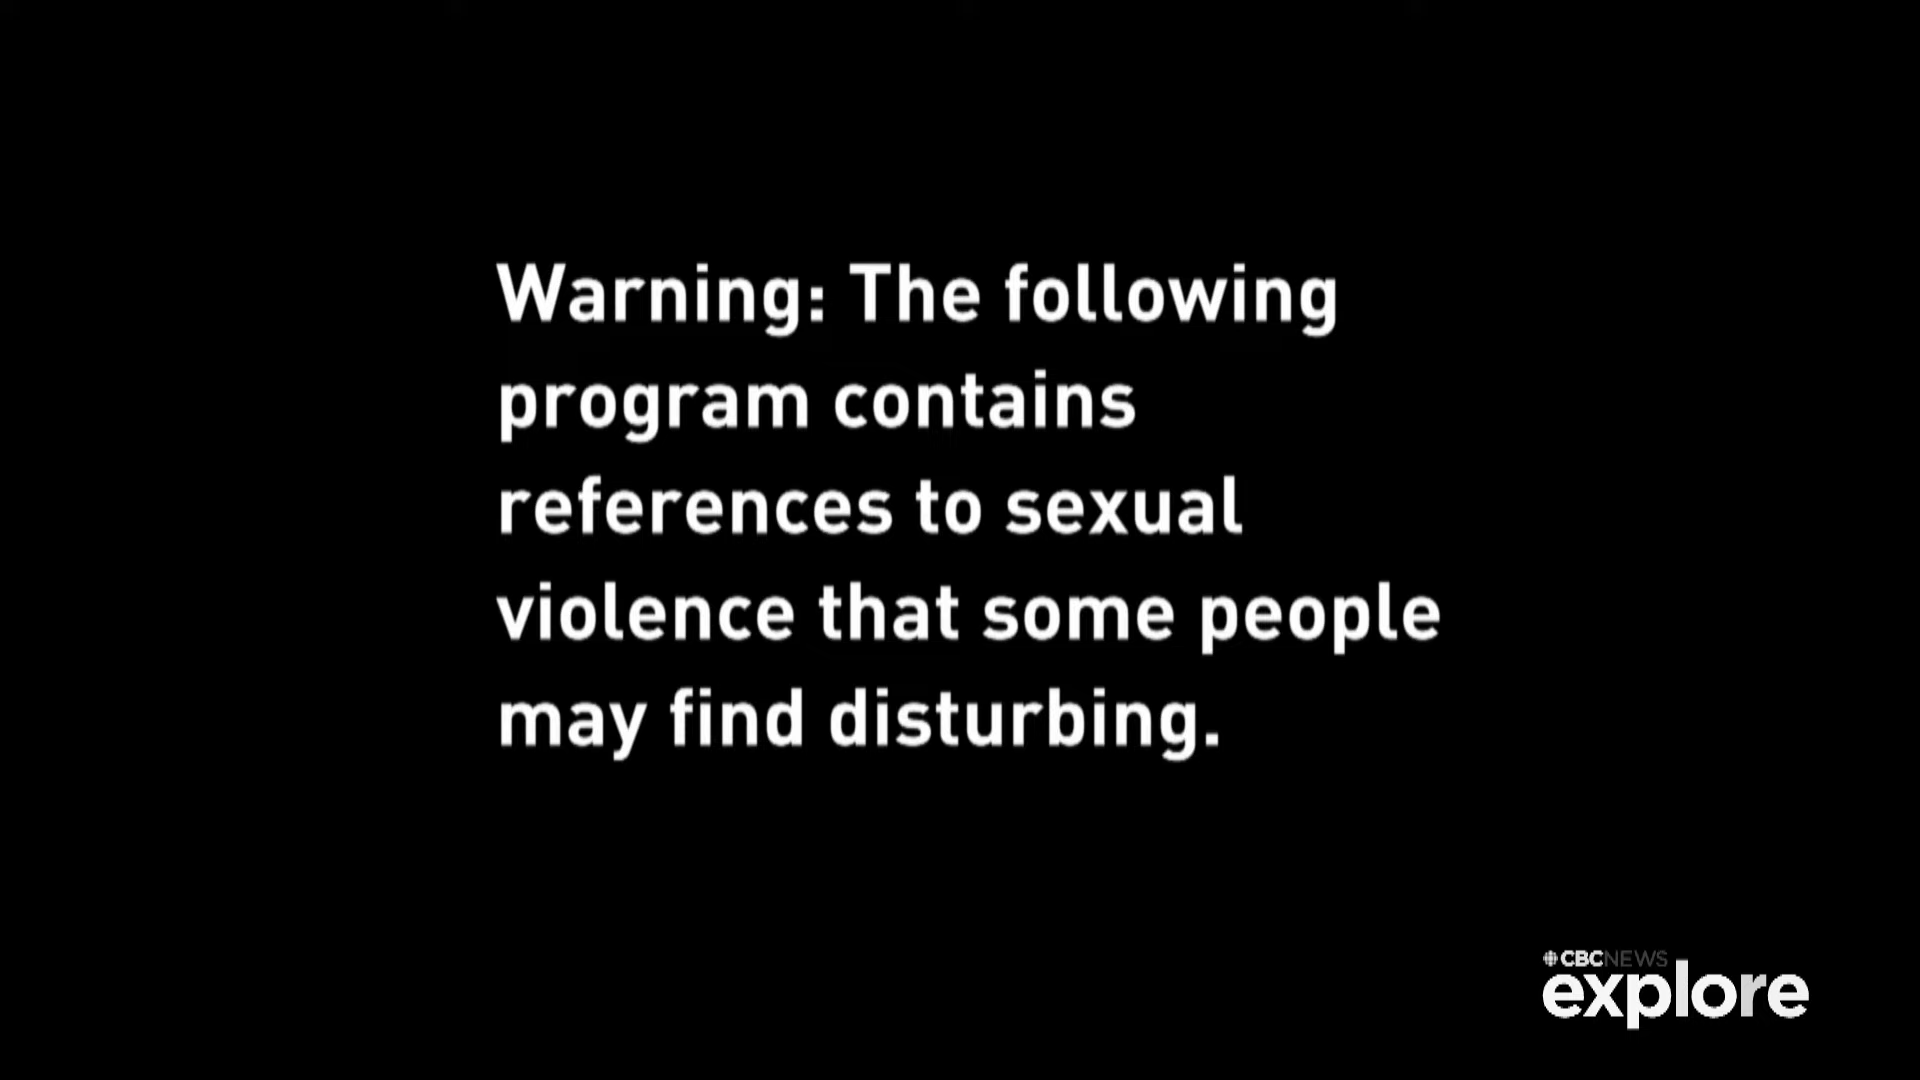 Warning: The following
program contains
references to sexual
violence that some people
may find disturbing.
CBCNEWS
explore